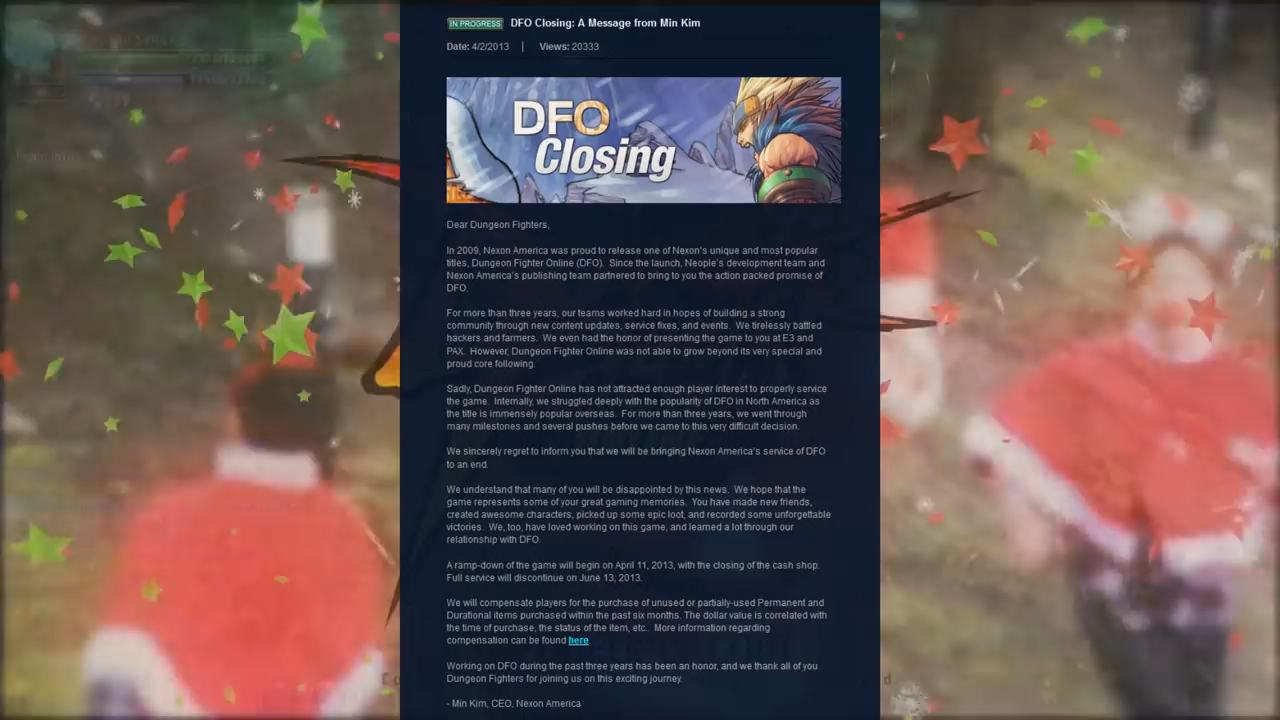 IN PROGRESS DFO Closing: A Message from Min Kim
Date: 4/2/2013 | Views: 20333
DFO
Closing
Dear Dungeon Fighters,
In 2009, Nexon America was proud to release one of Nexon's unique and most popular
titles, Dungeon Fighter Online (DFO). Since the launch, Neople's development team and
Nexon America's publishing team partnered to bring to you the action packed promise of
DFO.
For more than three years, our teams worked hard in hopes of building a strong
community through new content updates, service fixes, and events. We tirelessly battled
hackers and farmers. We even had the honor of presenting the game to you at E3 and
PAX. However, Dungeon Fighter Online was not able to grow beyond its very special and
proud core following.
Sadly, Dungeon Fighter Online has not attracted enough player interest to properly service
the game. Internally, we struggled deeply with the popularity of DFO in North America as
the title is immensely popular overseas. For more than three years, we went through
many milestones and several pushes before we came to this very difficult decision.
We sincerely regret to inform you that we will be bringing Nexon America's service of DFO
to an end.
We understand that many of you will be disappointed by this news. We hope that the
game represents some of your great gaming memories. You have made new friends,
created awesome characters, picked up some epic loot, and recorded some unforgettable
victories. We, too, have loved working on this game, and learned a lot through our
relationship with DFO.
A ramp-down of the game will begin on April 11, 2013, with the closing of the cash shop.
Full service will discontinue on June 13, 2013.
We will compensate players for the purchase of unused or partially-used Permanent and
Durational items purchased within the past six months. The dollar value is correlated with
the time of purchase, the status of the item, etc.. More information regarding
compensation can be found here.
Working on DFO during the past three years has been an honor, and we thank all of you
Dungeon Fighters for joining us on this exciting journey.
- Min Kim, CEO, Nexon America